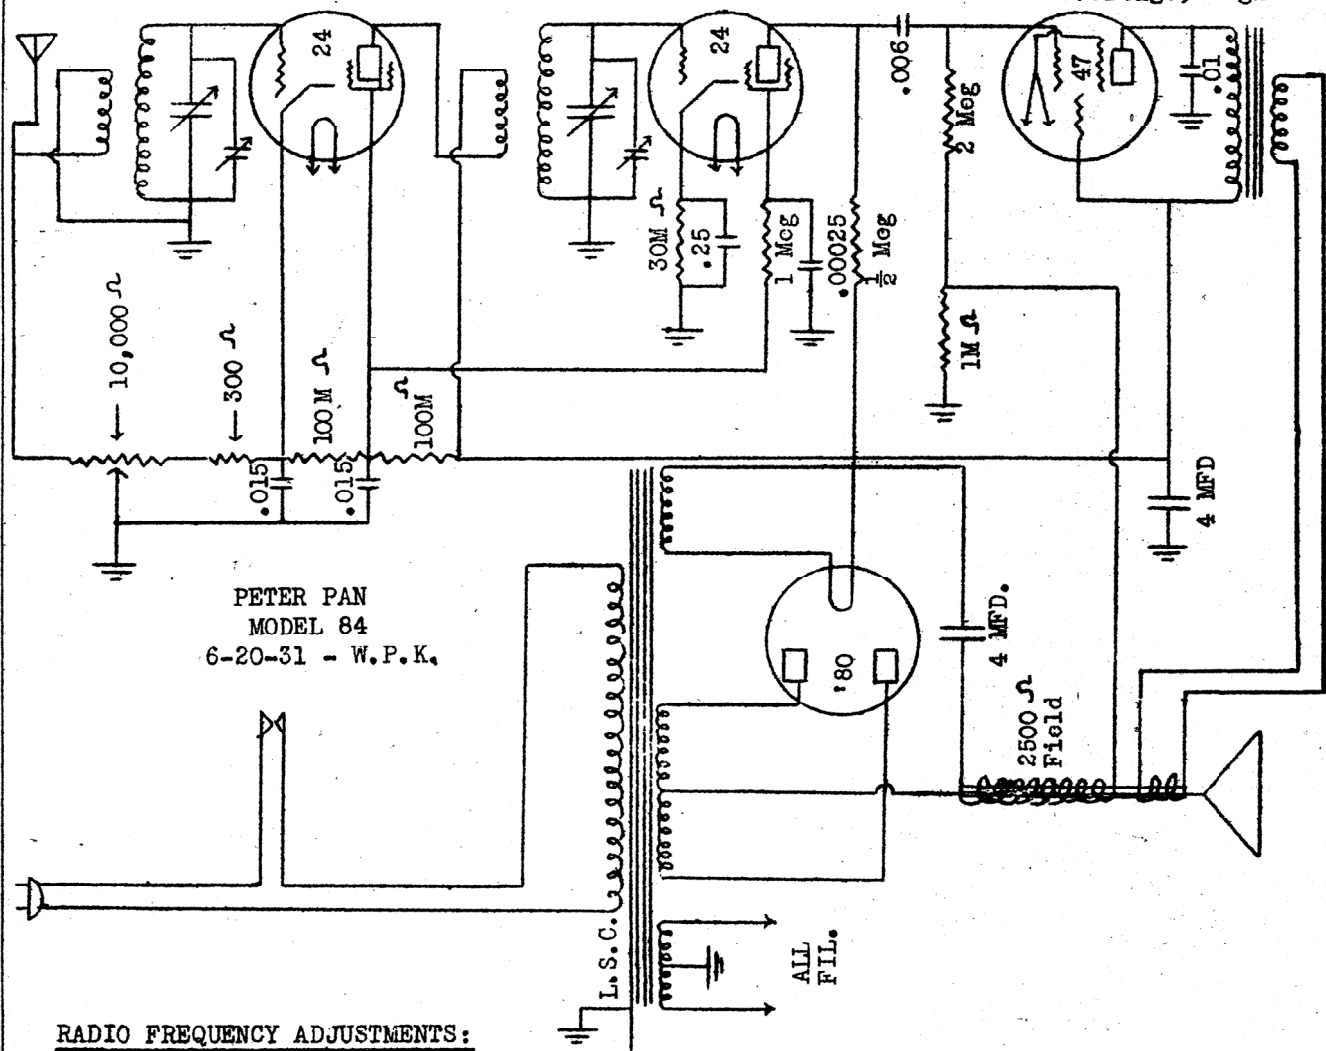 24
24
47
.006
.01
2 Meg
30M Ω
.25
1 Meg
.00025
½ Meg
1M Ω
10,000 Ω
300 Ω
100M Ω
100M Ω
.015
.015
4 MFD
PETER PAN
MODEL 84
6-20-31 - W.P.K.
'80
4 MFD.
2500 Ω
Field
L.S.C.
ALL
FIL.
RADIO FREQUENCY ADJUSTMENTS: